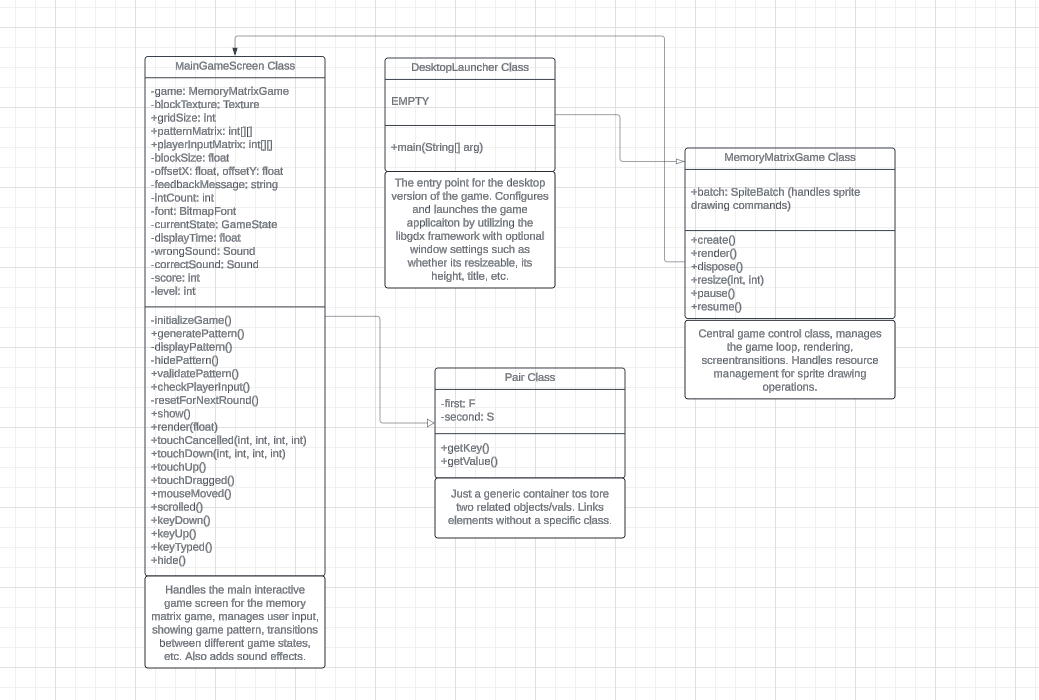 MainGameScreen Class
-game: MemoryMatrixGame
-blockTexture: Texture
+gridSize: int
+patternMatrix: int[][]
+playerInputMatrix: int[][]
-blockSize: float
-offsetX: float, offsetY: float
-feedbackMessage: string
-intCount: int
-font: BitmapFont
-currentState: GameState
-displayTime: float
-wrongSound: Sound
-correctSound: Sound
-score: int
-level: int
-initializeGame()
+generatePattern()
-displayPattern()
-hidePattern()
+validatePattern()
+checkPlayerInput()
-resetForNextRound()
+show()
+render(float)
+touchCancelled(int, int, int, int)
+touchDown(int, int, int, int)
+touchUp()
+touchDragged()
+mouseMoved()
+scrolled()
+keyDown()
+keyUp()
+keyTyped()
+hide()
Handles the main interactive
game screen for the memory
matrix game, manages user input,
showing game pattern, transitions
between different game states,
etc. Also adds sound effects.
DesktopLauncher Class
EMPTY
+main(String[] arg)
The entry point for the desktop
version of the game. Configures
and launches the game
applicaiton by utilizing the
libgdx framework with optional
window settings such as
whether its resizeable, its
height, title, etc.
Pair Class
-first: F
-second: S
+getKey()
+getValue()
Just a generic container tos tore
two related objects/vals. Links
elements without a specific class.
MemoryMatrixGame Class
+batch: SpiteBatch (handles sprite
drawing commands)
+create()
+render()
+dispose()
+resize(int, int)
+pause()
+resume()
Central game control class, manages
the game loop, rendering,
screentransitions. Handles resource
management for sprite drawing
operations.